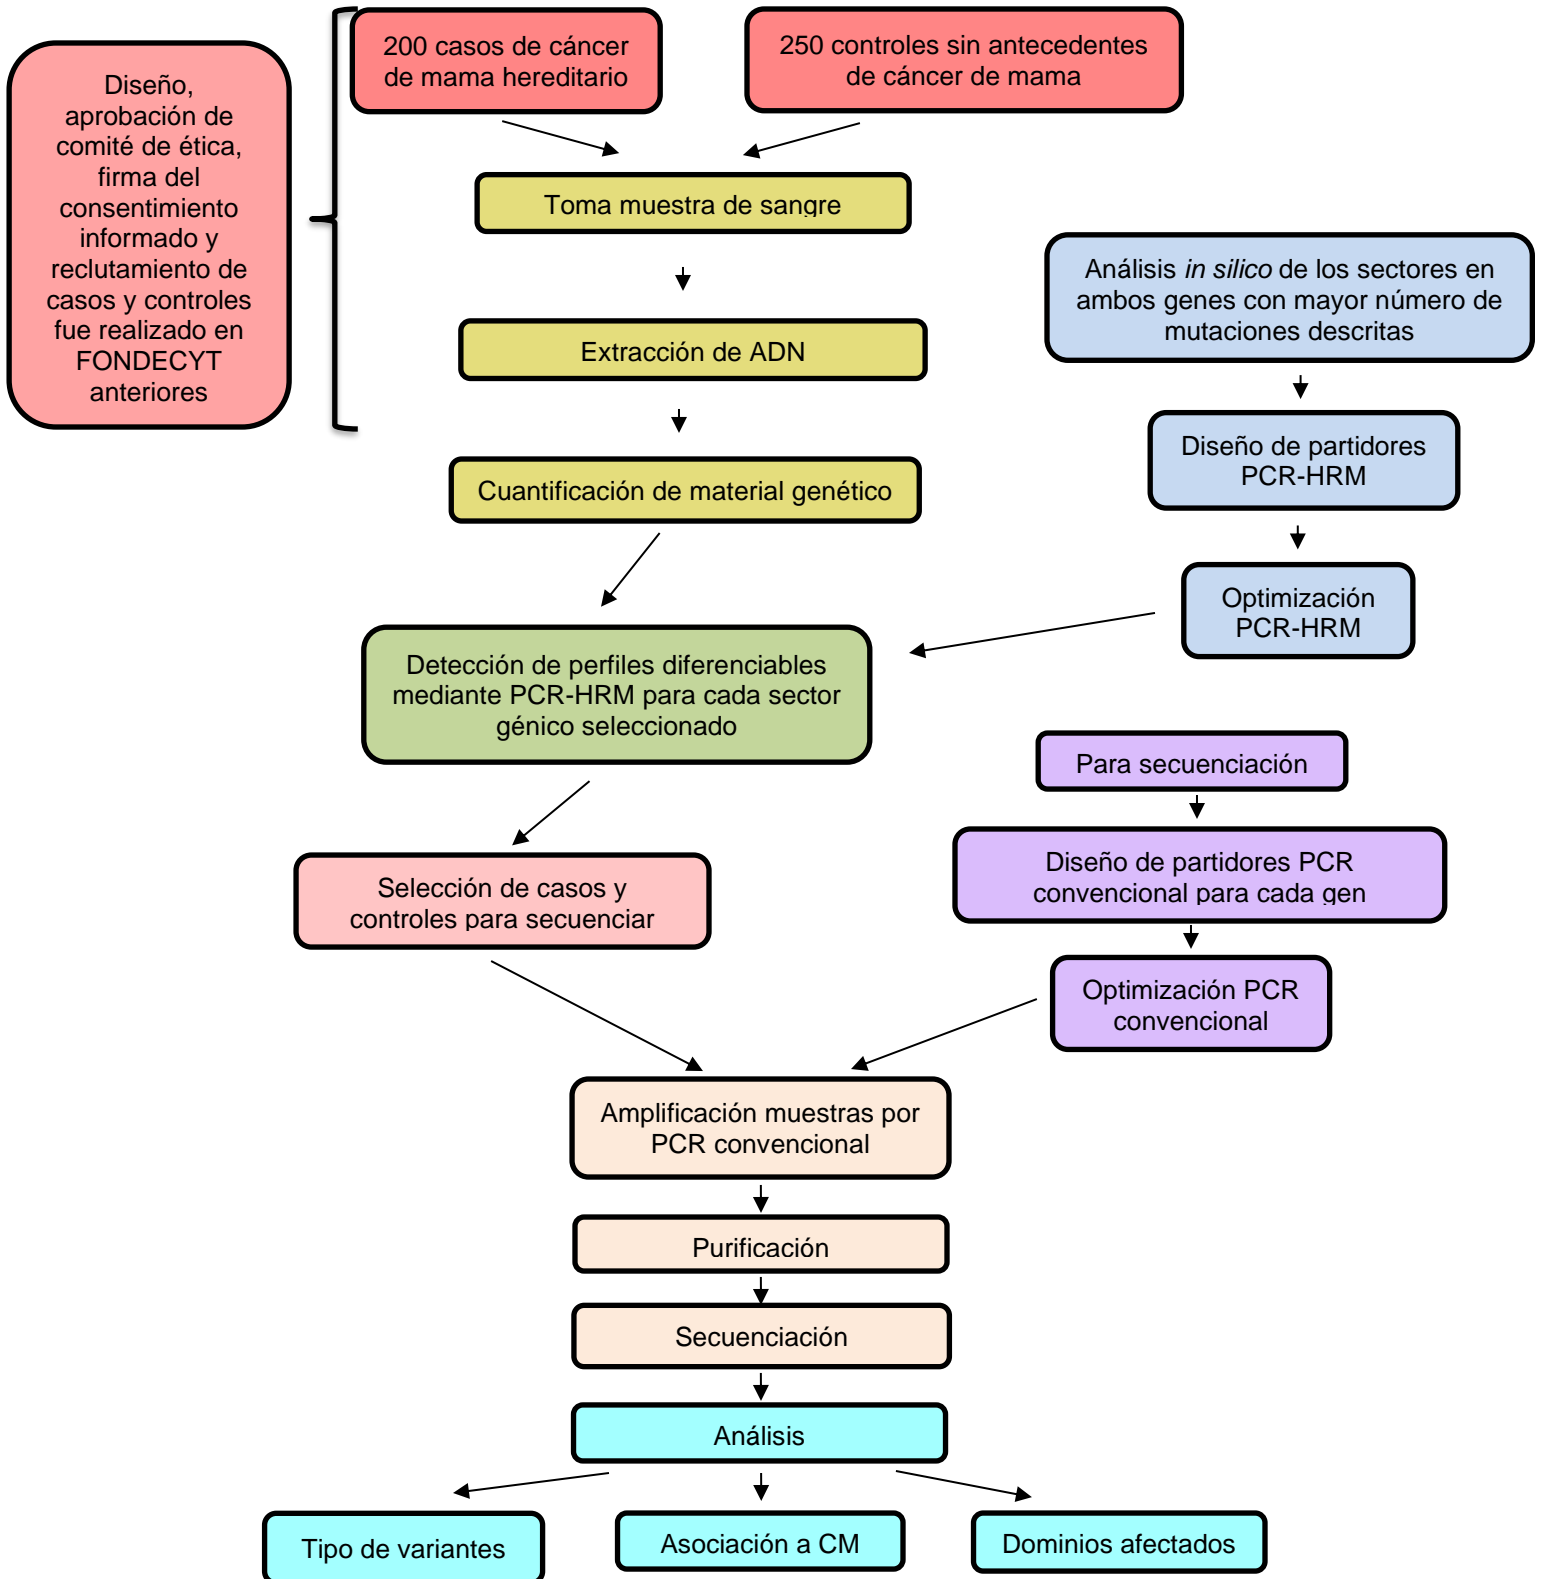 200 casos de cáncer
de mama hereditario
250 controles sin antecedentes
de cáncer de mama
Diseño,
aprobación de
comité de ética,
firma del
consentimiento
informado y
reclutamiento de
casos y controles
fue realizado en
FONDECYT
anteriores
Toma muestra de sangre
Extracción de ADN
Cuantificación de material genético
Análisis in silico de los sectores en
ambos genes con mayor número de
mutaciones descritas
Diseño de partidores
PCR-HRM
Optimización
PCR-HRM
Detección de perfiles diferenciables
mediante PCR-HRM para cada sector
génico seleccionado
Para secuenciación
Diseño de partidores PCR
convencional para cada gen
Optimización PCR
convencional
Selección de casos y
controles para secuenciar
Amplificación muestras por
PCR convencional
Purificación
Secuenciación
Análisis
Tipo de variantes
Asociación a CM
Dominios afectados